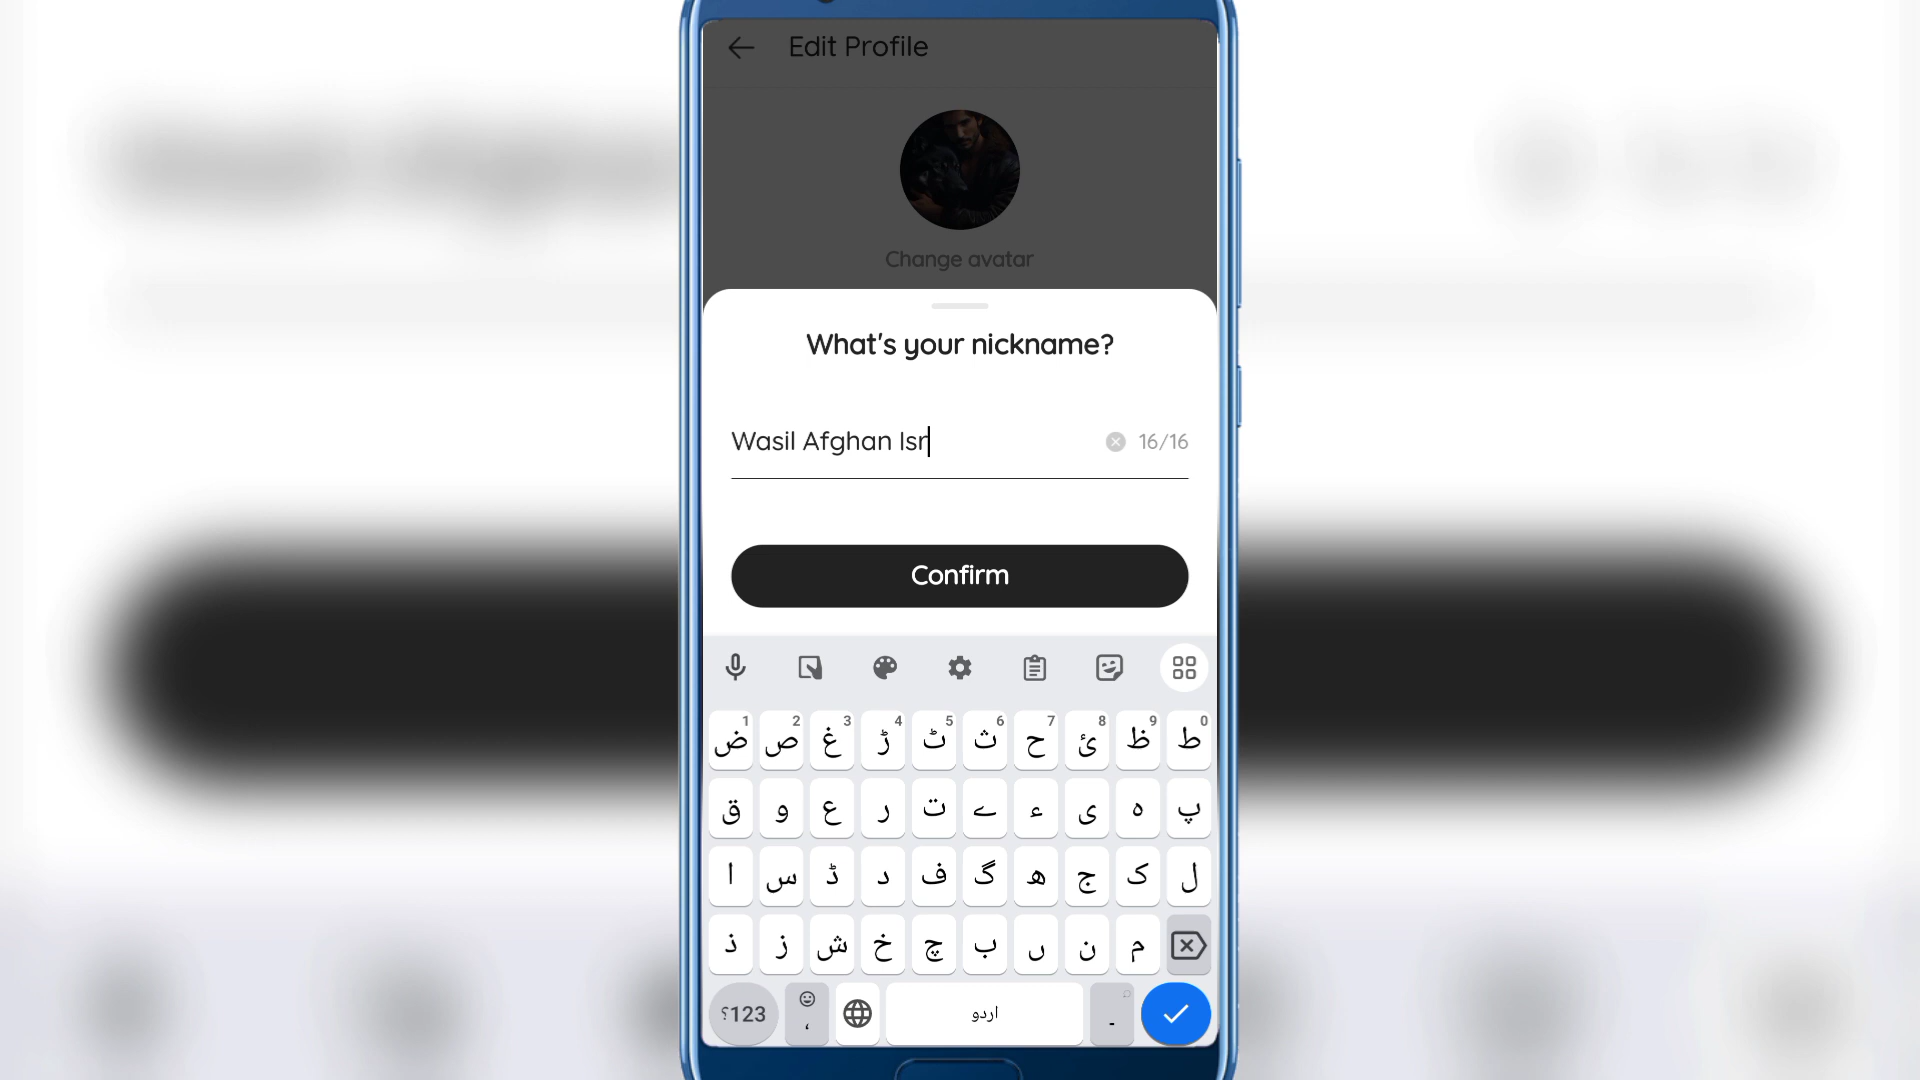 Edit Profile
Change avatar
What's your nickname?
Wasil Afghan Isr
16/16
Confirm
1 2 3 4 5 6 7 8 9 0
ض ص غ ڑ ٹ ث ح ئ ظ ط
ق و ع ر ت ے ء ی ہ پ
ا س ڈ د ف گ ھ ج ک ل
ذ ز ش خ چ ب ں ن م
؟123 ، اردو ۔